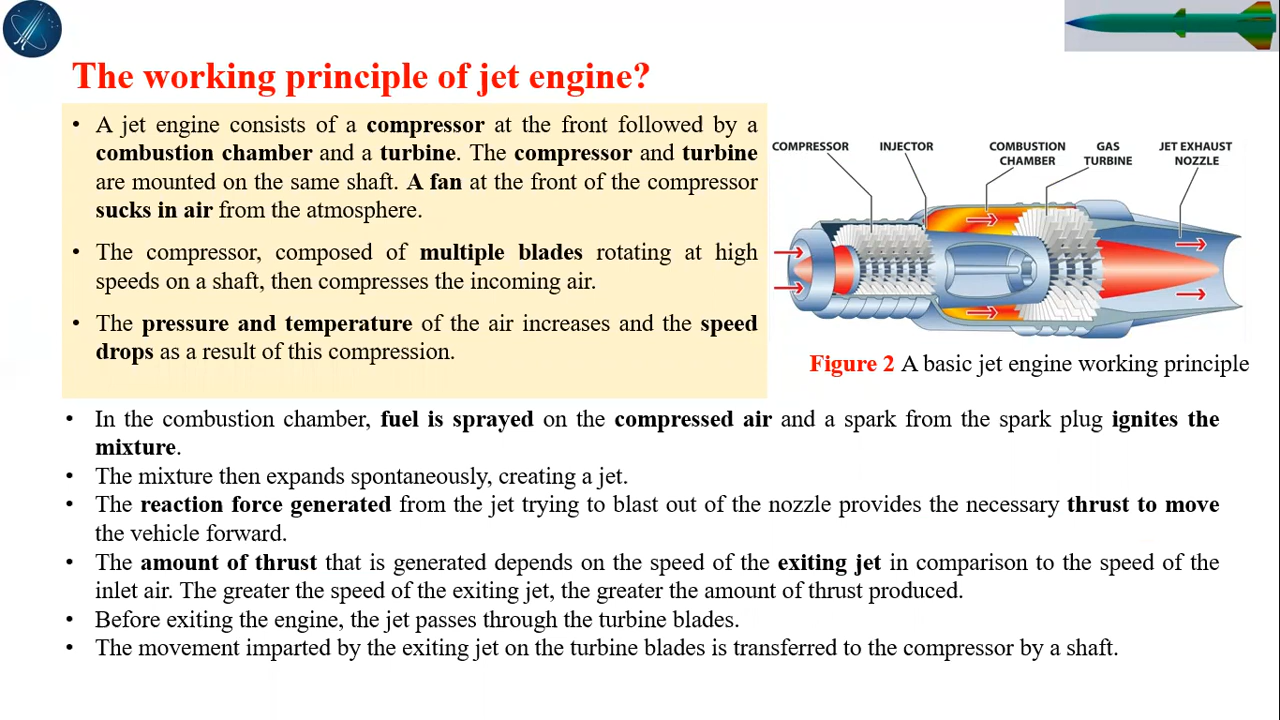 The working principle of jet engine?
• A jet engine consists of a compressor at the front followed by a
combustion chamber and a turbine. The compressor and turbine
are mounted on the same shaft. A fan at the front of the compressor
sucks in air from the atmosphere.
• The compressor, composed of multiple blades rotating at high
speeds on a shaft, then compresses the incoming air.
• The pressure and temperature of the air increases and the speed
drops as a result of this compression.
COMPRESSOR
INJECTOR
COMBUSTION
CHAMBER
GAS
TURBINE
JET EXHAUST
NOZZLE
Figure 2 A basic jet engine working principle
• In the combustion chamber, fuel is sprayed on the compressed air and a spark from the spark plug ignites the
mixture.
• The mixture then expands spontaneously, creating a jet.
• The reaction force generated from the jet trying to blast out of the nozzle provides the necessary thrust to move
the vehicle forward.
• The amount of thrust that is generated depends on the speed of the exiting jet in comparison to the speed of the
inlet air. The greater the speed of the exiting jet, the greater the amount of thrust produced.
• Before exiting the engine, the jet passes through the turbine blades.
• The movement imparted by the exiting jet on the turbine blades is transferred to the compressor by a shaft.